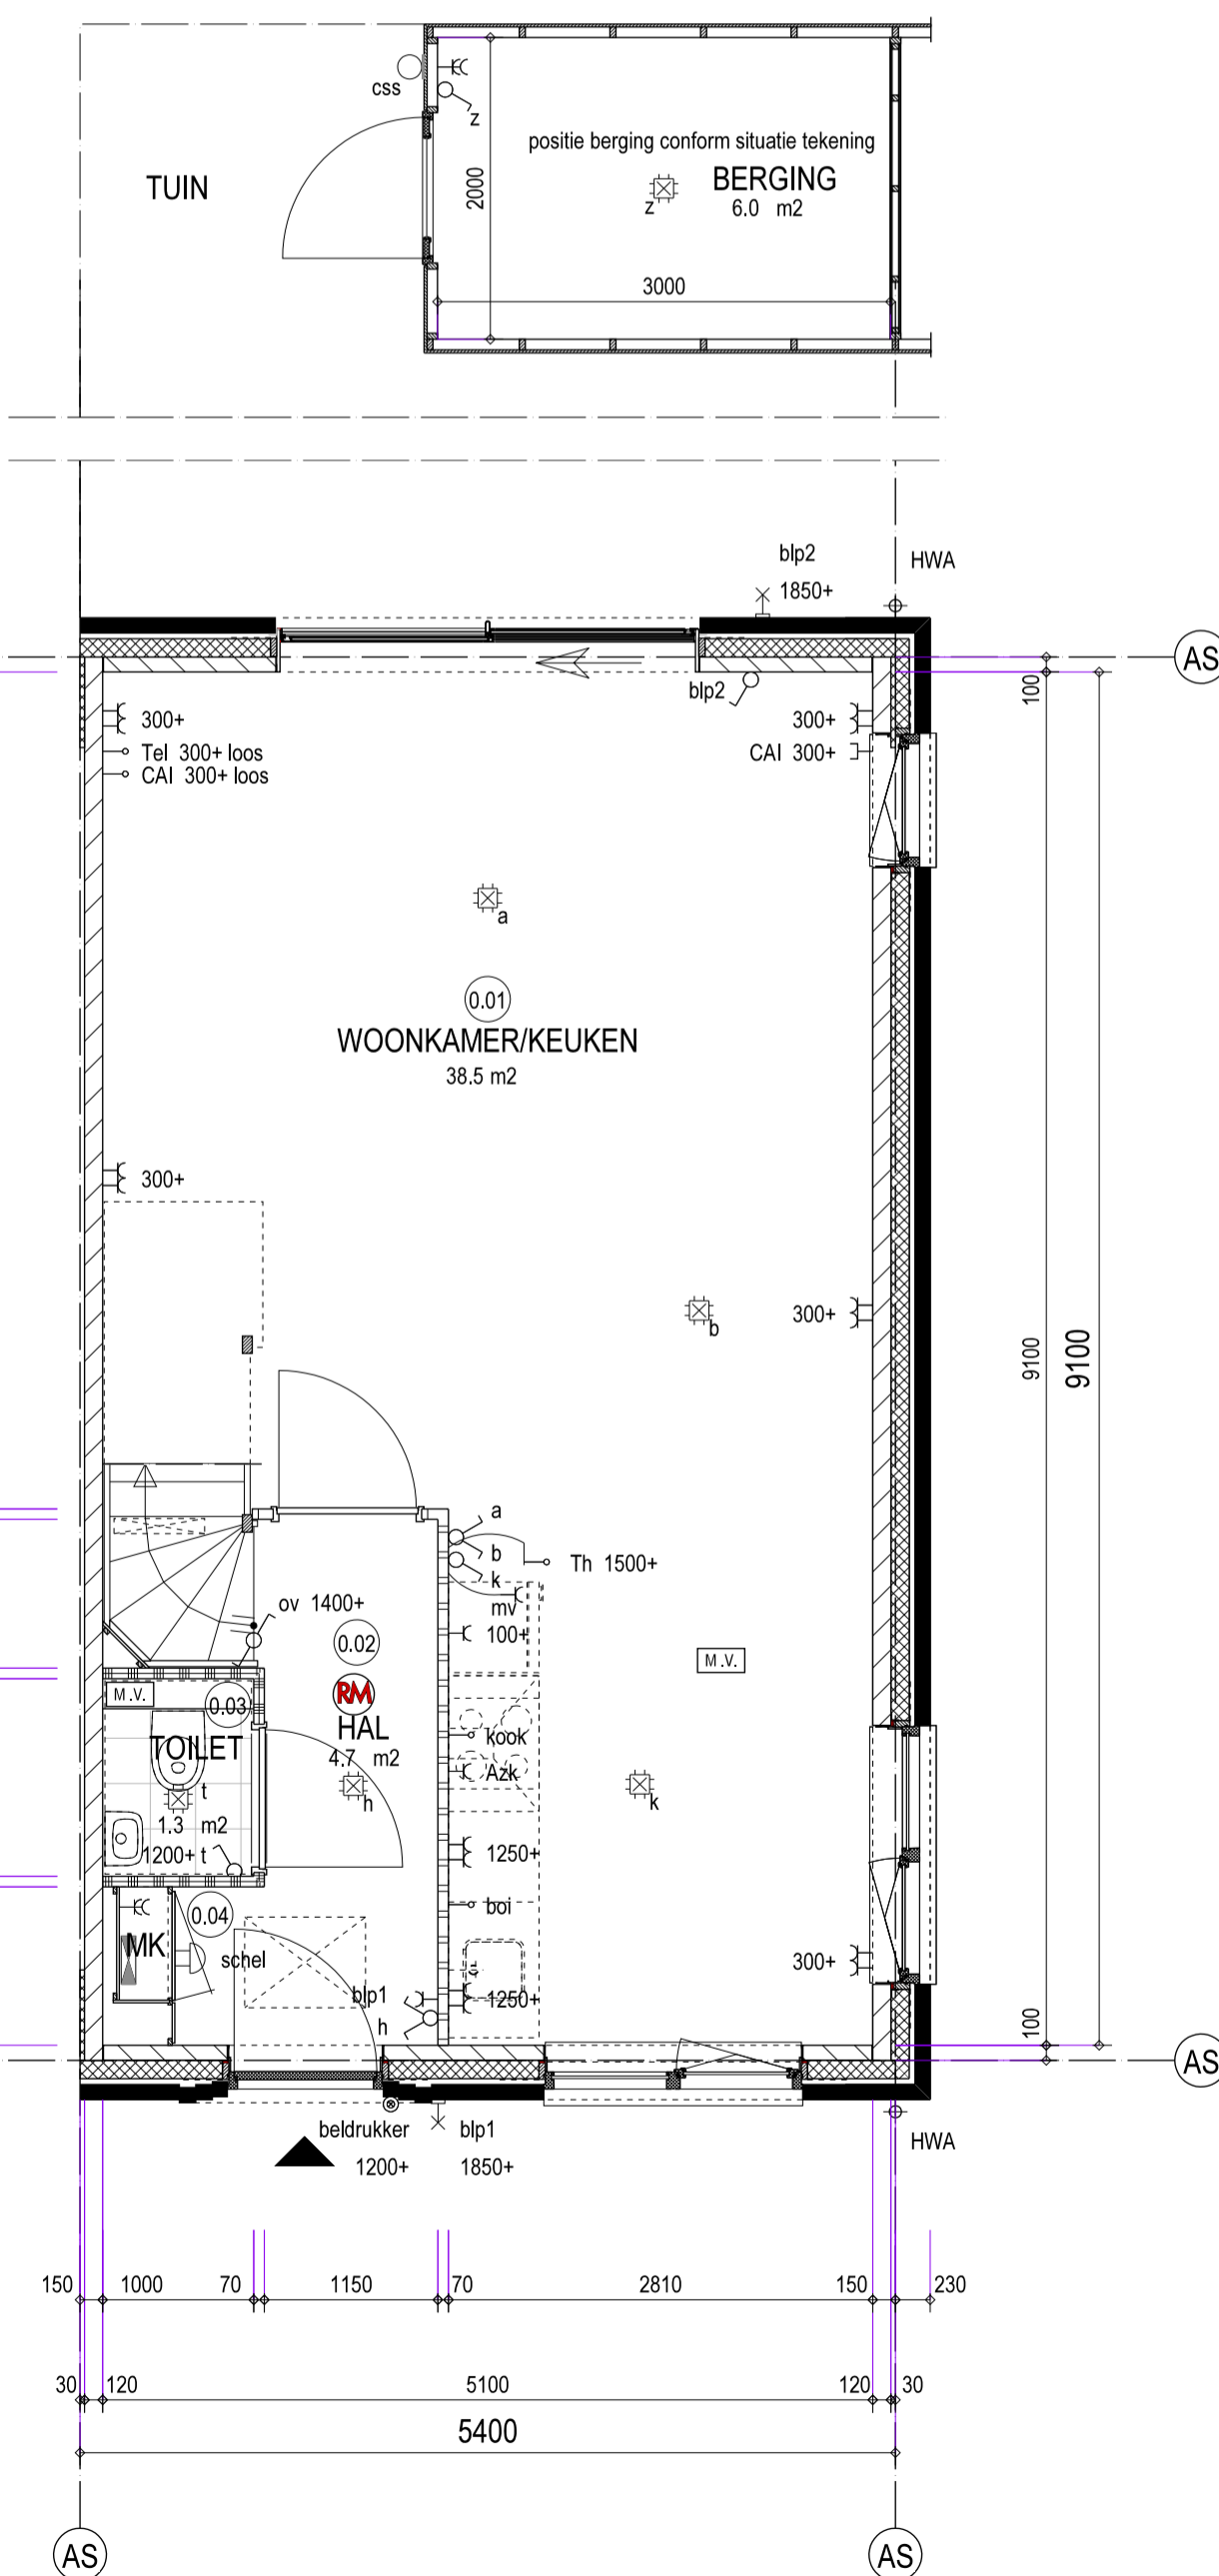 css
z
positie berging conform situatie tekening
TUIN
BERGING
z
6.0 m2
2000
3000
blp2
HWA
1850+
AS
blp2
100
300+
300+
Tel 300+ loos
CAI 300+
CAI 300+ loos
a
0.01
WOONKAMER/KEUKEN
38.5 m2
300+
300+
b
9100
9100
a
b
Th 1500+
k
ov 1400+
mv
100+
0.02
M.V.
RM
M.V.
0.03
HAL
TOILET
4.7 m2
kook
Azk
t
h
k
1.3 m2
1200+ t
1250+
boi
0.04
MK
schel
300+
blp1
1250+
h
100
AS
beldrukker
blp1
HWA
1200+
1850+
150
1000
70
1150
70
2810
150
230
30
120
5100
120
30
5400
AS
AS